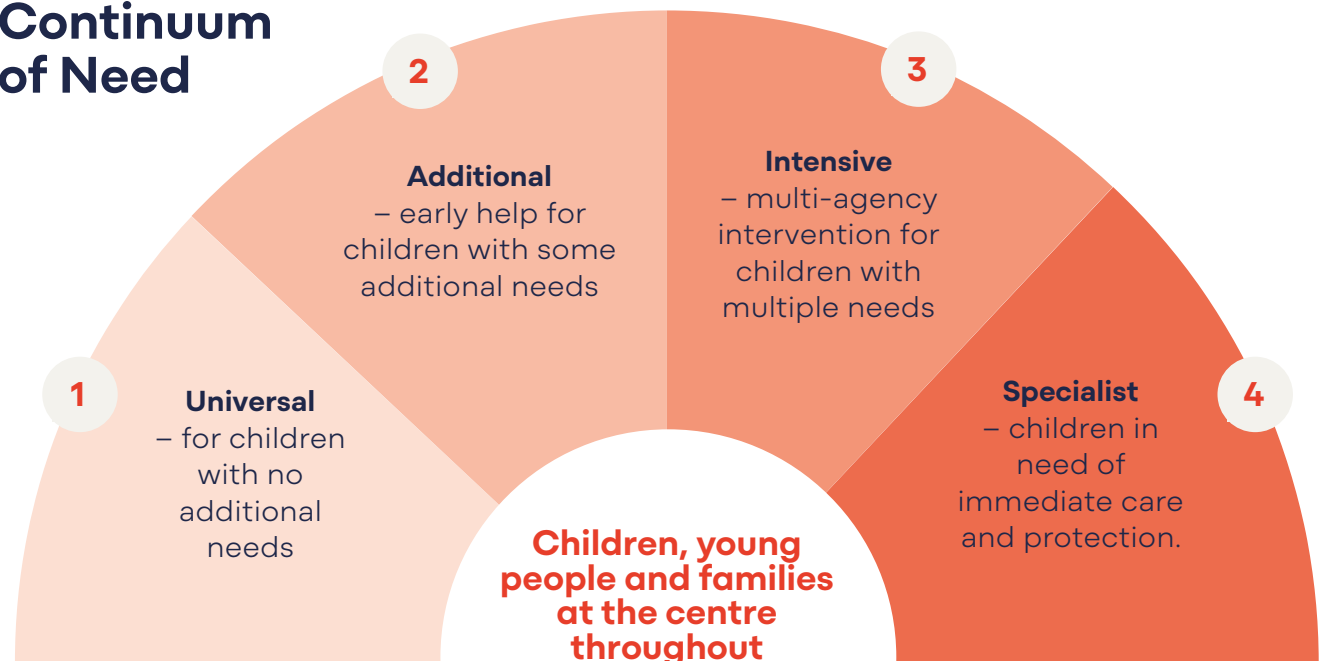 Continuum
of Need
1
Universal
– for children
with no
additional
needs
2
Additional
– early help for
children with some
additional needs
3
Intensive
– multi-agency
intervention for
children with
multiple needs
4
Specialist
– children in
need of
immediate care
and protection.
Children, young
people and families
at the centre
throughout